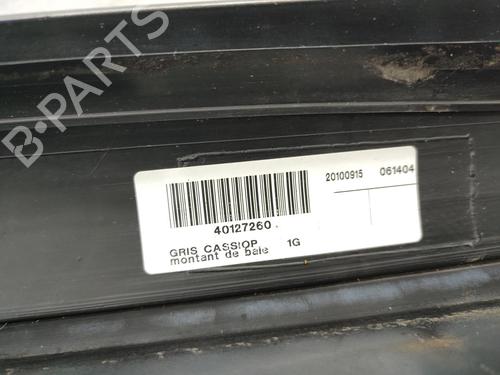 B-PARTS
20100915 061404
40127260
GRIS CASSIOP 1G
montant de baie